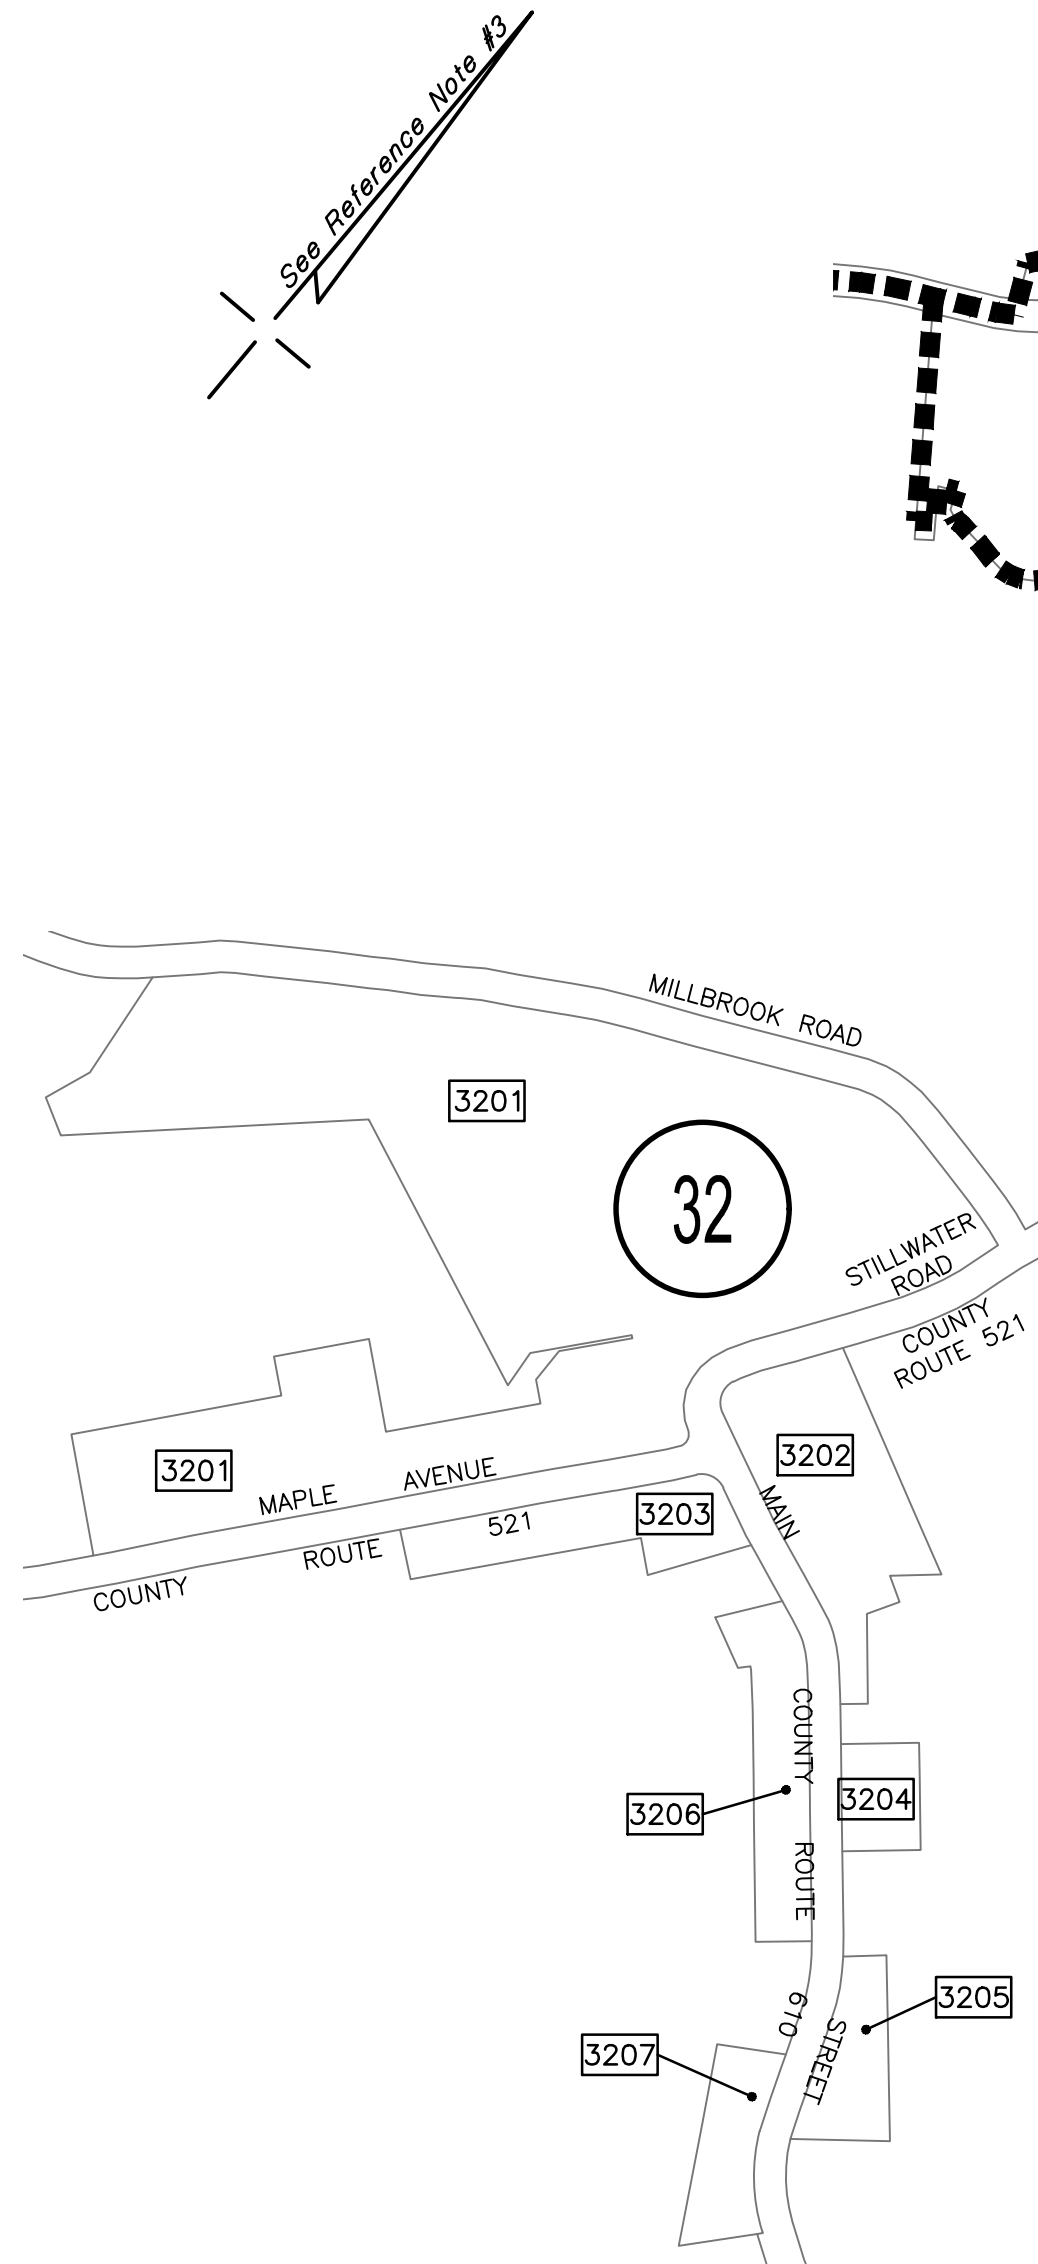 See Reference Note #3
MILLBROOK ROAD
3201
32
STILLWATER
ROAD
COUNTY
ROUTE 521
3202
3201
MAPLE AVENUE
3203
MAIN
521
COUNTY ROUTE
COUNTY ROUTE
3204
3206
3205
610
STREET
3207